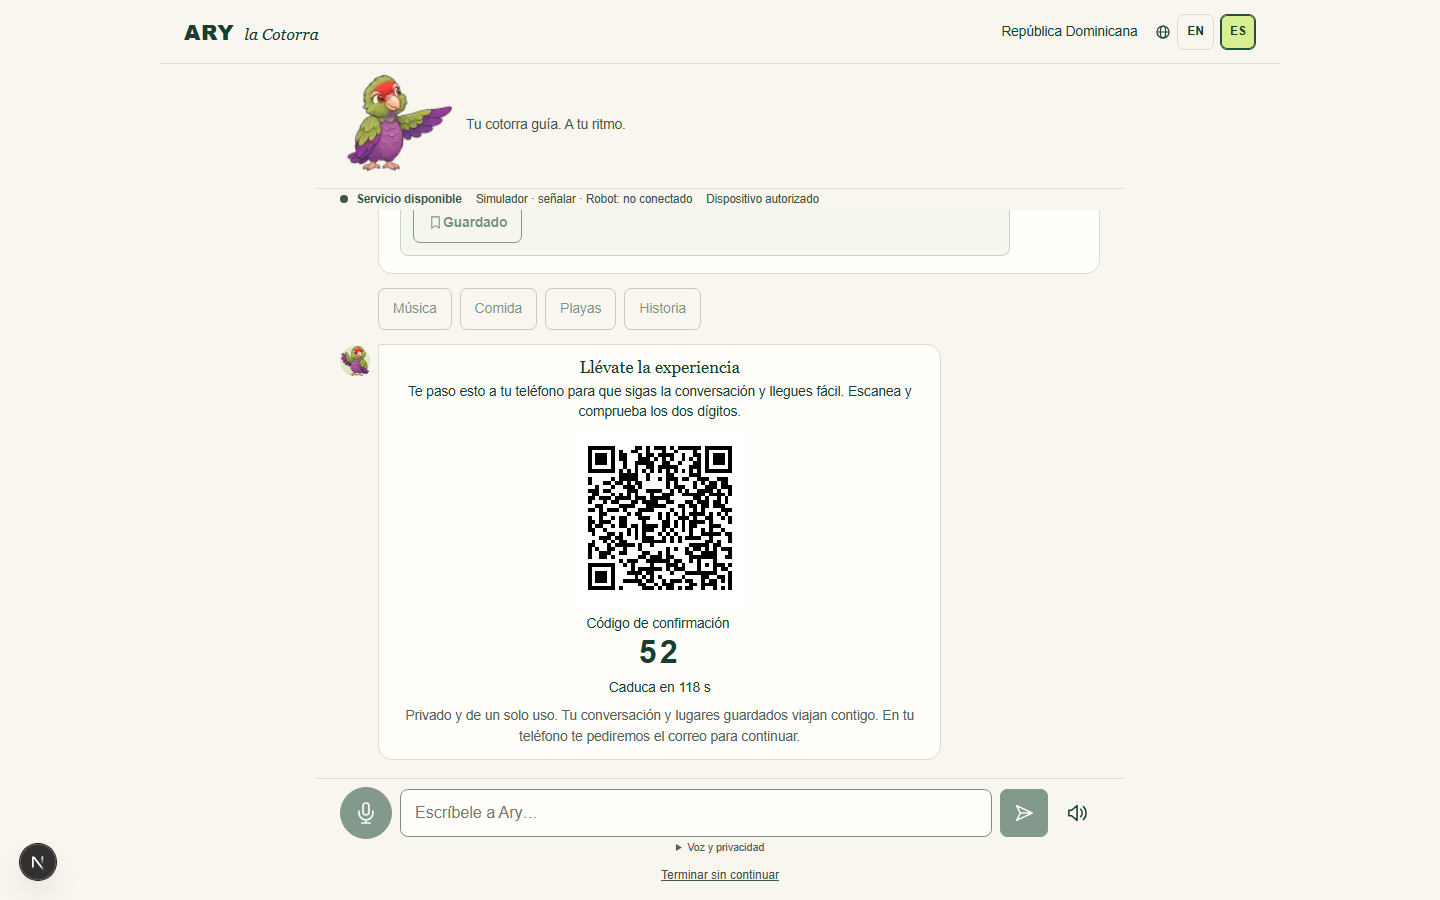 ARY la Cotorra
República Dominicana
EN
ES
Tu cotorra guía. A tu ritmo.
Servicio disponible Simulador · señalar · Robot: no conectado Dispositivo autorizado
Guardado
Música Comida Playas Historia
Llévate la experiencia
Te paso esto a tu teléfono para que sigas la conversación y llegues fácil. Escanea y
comprueba los dos dígitos.
Código de confirmación
52
Caduca en 118 s
Privado y de un solo uso. Tu conversación y lugares guardados viajan contigo. En tu
teléfono te pediremos el correo para continuar.
Escríbele a Ary…
Voz y privacidad
Terminar sin continuar
N